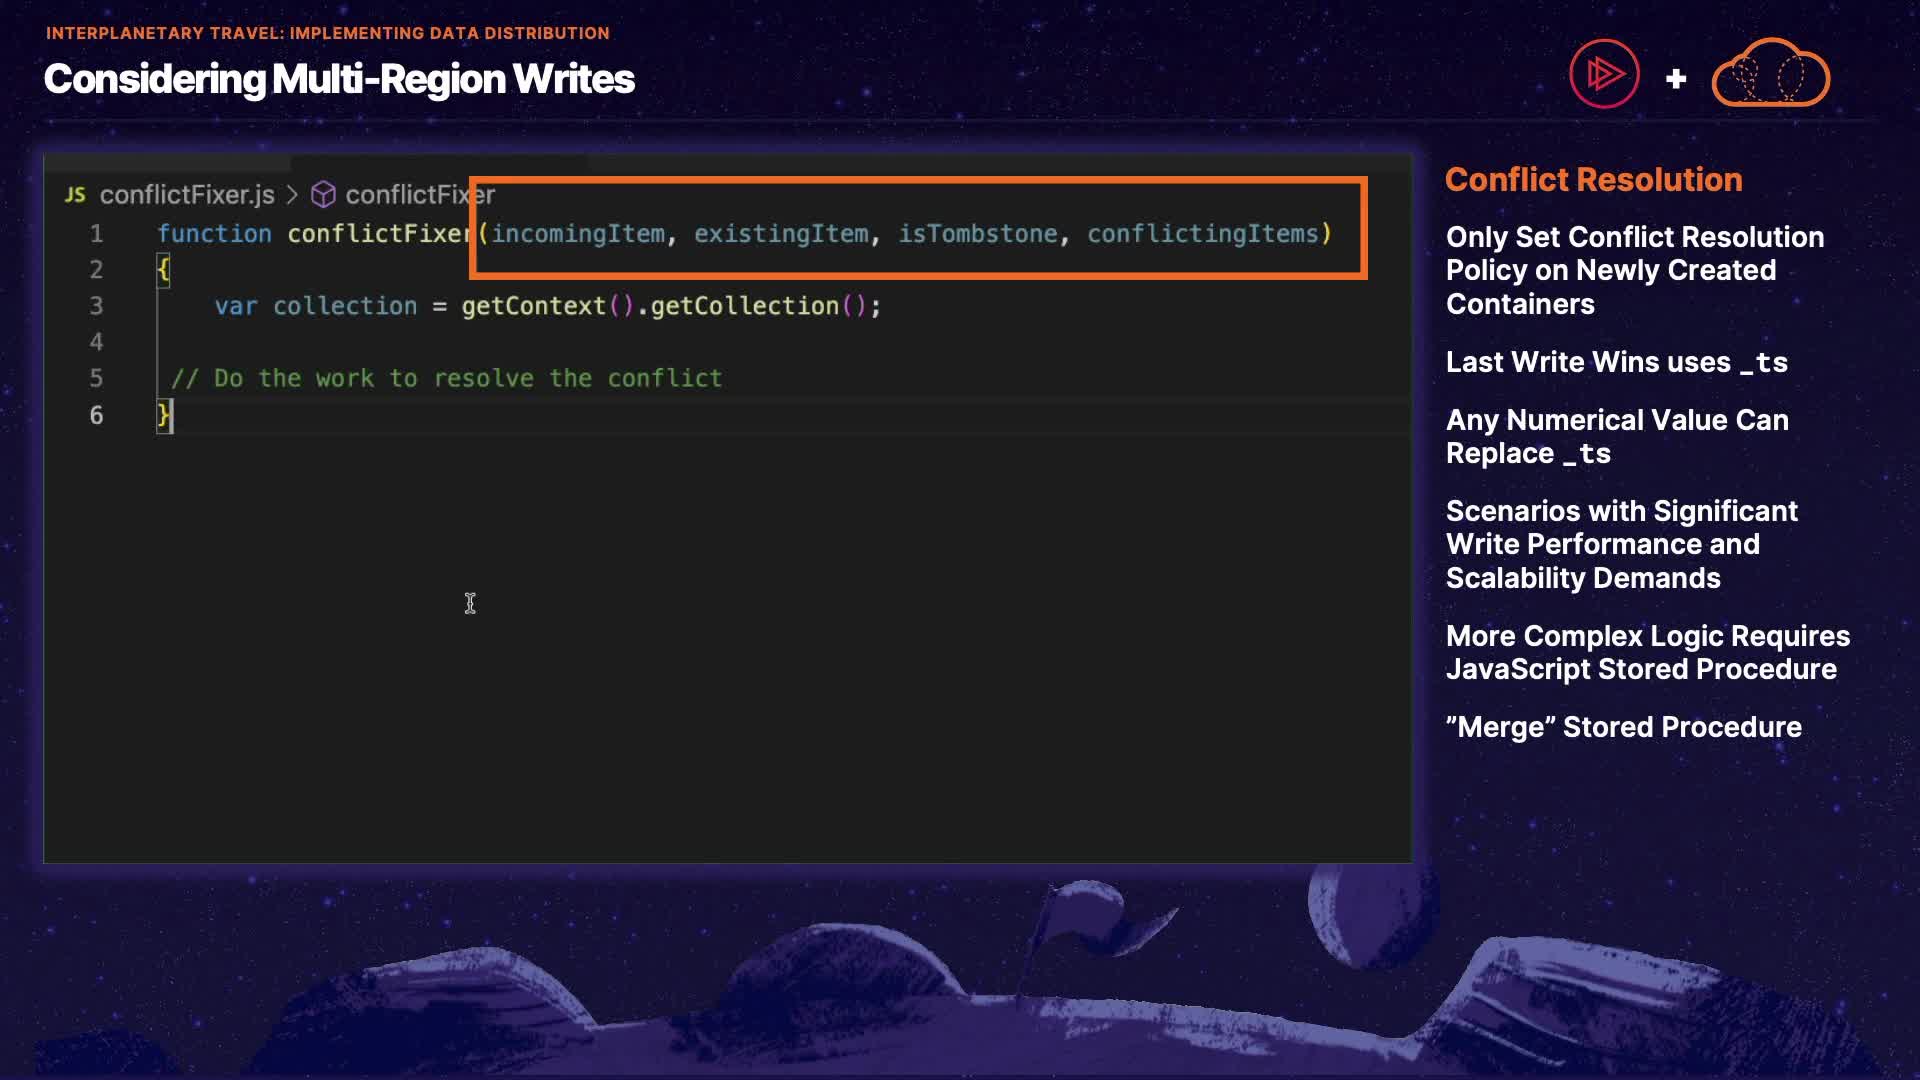 INTERPLANETARY TRAVEL: IMPLEMENTING DATA DISTRIBUTION
Considering Multi-Region Writes
+
JS conflictFixer.js > conflictFixer
1 function conflictFixer(incomingItem, existingItem, isTombstone, conflictingItems)
2 {
3 var collection = getContext().getCollection();
4
5 // Do the work to resolve the conflict
6 }
Conflict Resolution
Only Set Conflict Resolution
Policy on Newly Created
Containers
Last Write Wins uses _ts
Any Numerical Value Can
Replace _ts
Scenarios with Significant
Write Performance and
Scalability Demands
More Complex Logic Requires
JavaScript Stored Procedure
”Merge” Stored Procedure